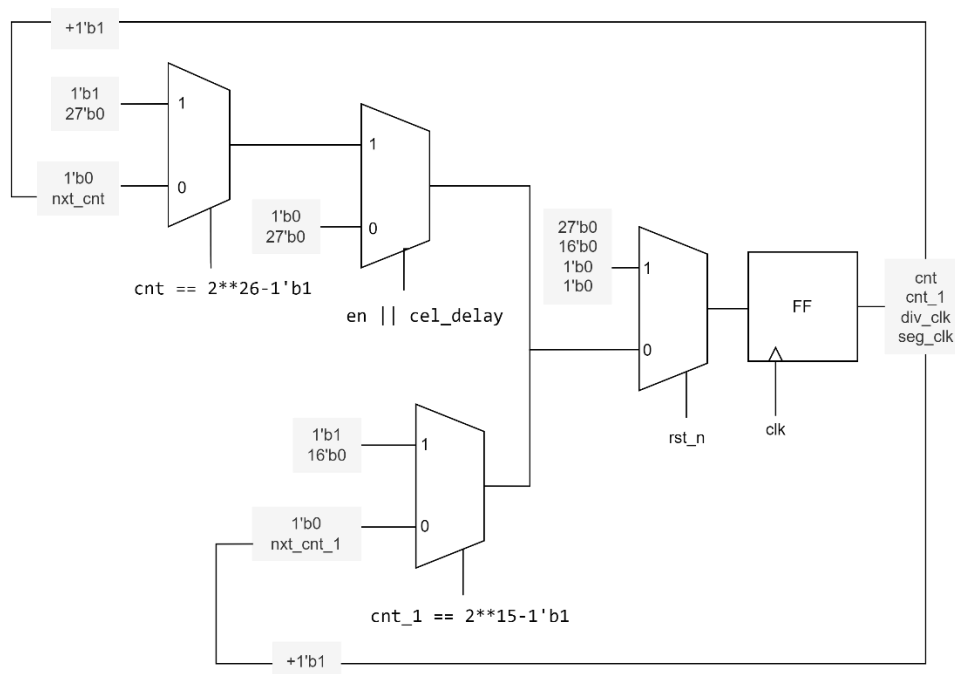 +1'b1
1'b1
27'b0
1
1'b0
nxt_cnt
0
cnt == 2**26-1'b1
1
1'b0
27'b0
0
en || cel_delay
27'b0
16'b0
1'b0
1'b0
1
0
rst_n
FF
clk
cnt
cnt_1
div_clk
seg_clk
1'b1
16'b0
1
1'b0
nxt_cnt_1
0
cnt_1 == 2**15-1'b1
+1'b1